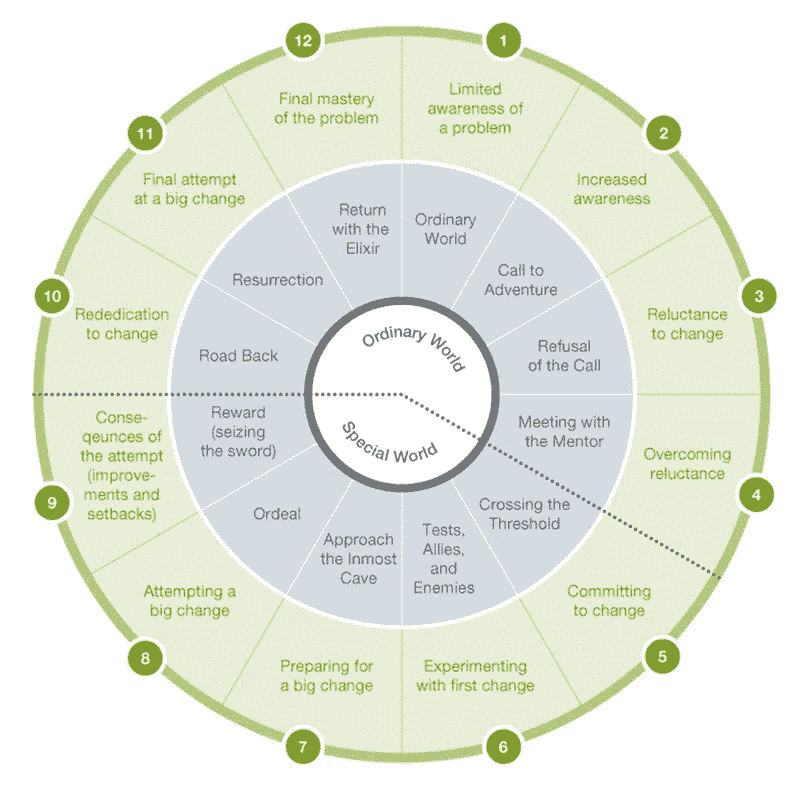 12
1
Final mastery
of the problem
Limited
awareness of
a problem
11
2
Final attempt
at a big change
Increased
awareness
Return
with the
Elixir
Ordinary
World
Resurrection
Call to
Adventure
10
3
Rededication
to change
Reluctance
to change
Road Back
Refusal
of the Call
Ordinary World
Special World
Conse-
qeunces of
the attempt
(improve-
ments and
setbacks)
Reward
(seizing
the sword)
Meeting with
the Mentor
Overcoming
reluctance
9
4
Ordeal
Crossing the
Threshold
Approach
the Inmost
Cave
Tests,
Allies,
and
Enemies
Attempting a
big change
Committing
to change
8
5
Preparing for
a big change
Experimenting
with first change
7
6